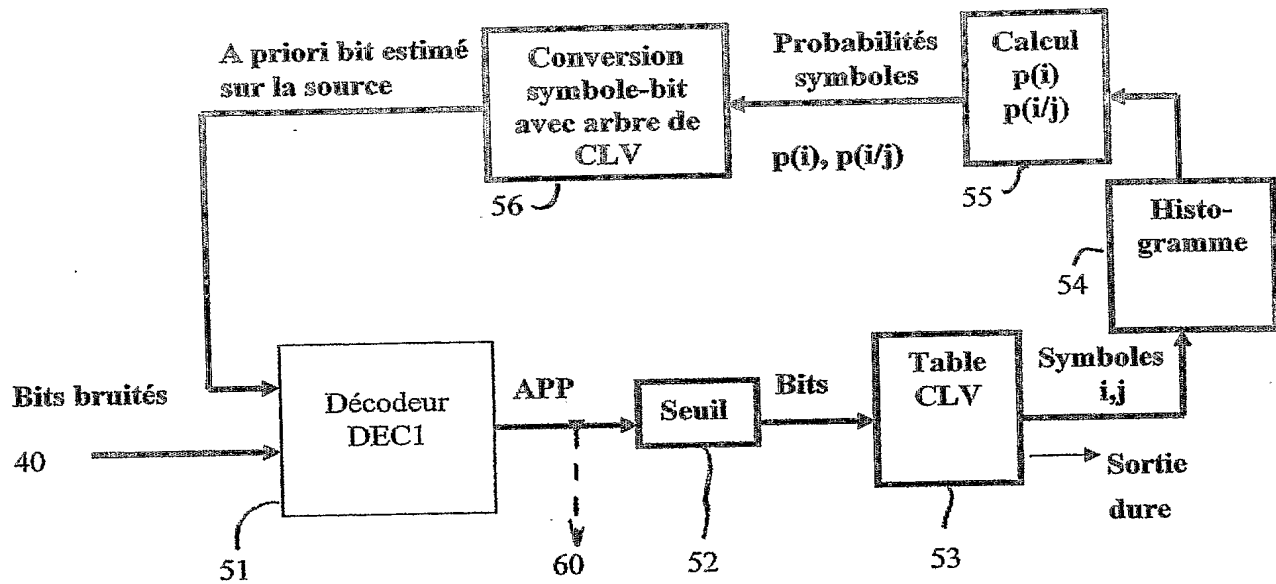 A priori bit estimé
sur la source
Conversion
symbole-bit
avec arbre de
CLV
56
Probabilités
symboles
p(i), p(i/j)
Calcul
p(i)
p(i/j)
55
Histo-
gramme
54
Bits bruités
40
Décodeur
DEC1
51
APP
60
Seuil
52
Bits
Table
CLV
53
Symboles
i,j
Sortie
dure